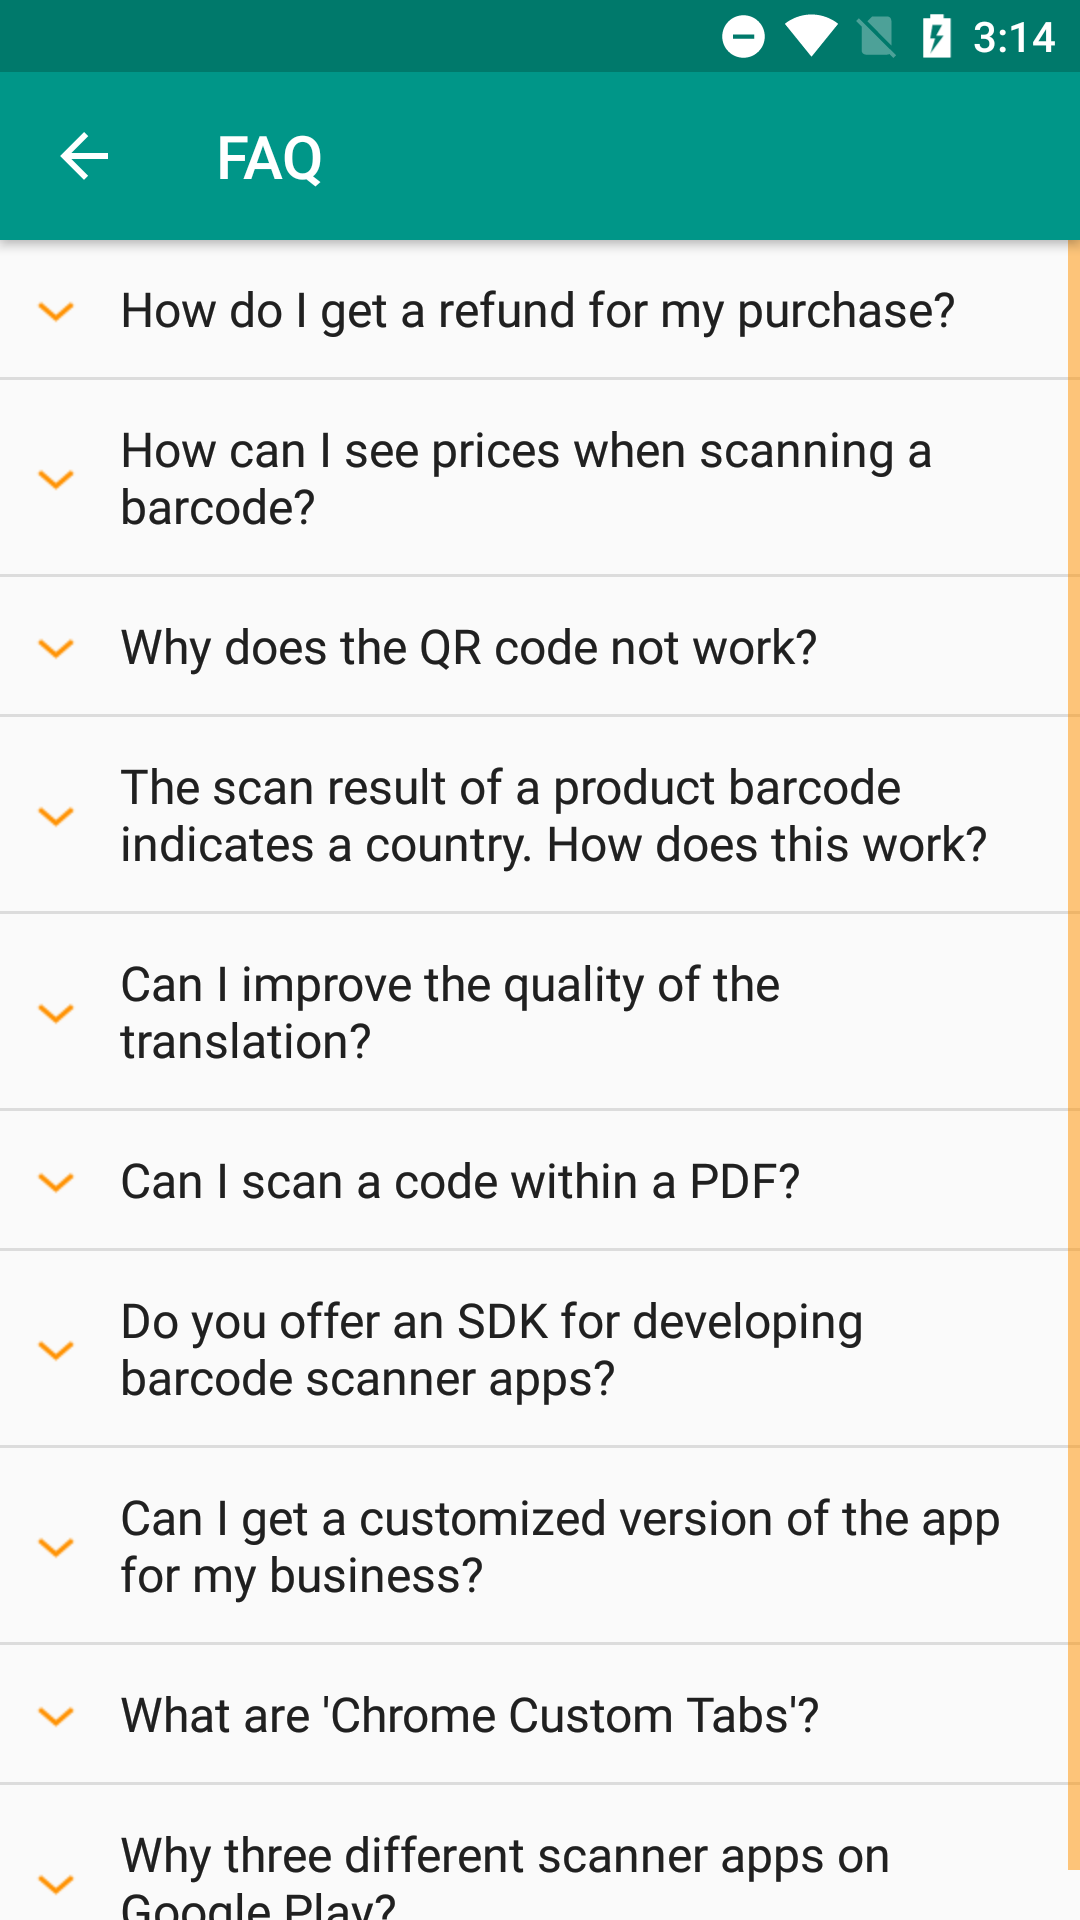 3:14
FAQ
How do I get a refund for my purchase?
How can I see prices when scanning a
barcode?
Why does the QR code not work?
The scan result of a product barcode
indicates a country. How does this work?
Can I improve the quality of the
translation?
Can I scan a code within a PDF?
Do you offer an SDK for developing
barcode scanner apps?
Can I get a customized version of the app
for my business?
What are 'Chrome Custom Tabs'?
Why three different scanner apps on
Google Play?